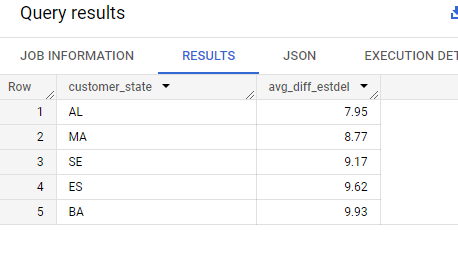 Query results
JOB INFORMATION RESULTS JSON EXECUTION DET
Row customer_state avg_diff_estdel
1 AL 7.95
2 MA 8.77
3 SE 9.17
4 ES 9.62
5 BA 9.93